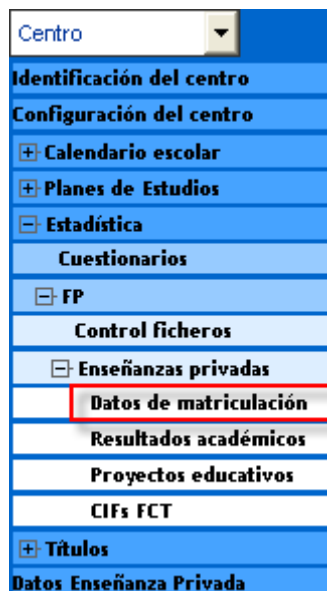 Centro
Identificación del centro
Configuración del centro
Calendario escolar
Planes de Estudios
Estadística
Cuestionarios
FP
Control ficheros
Enseñanzas privadas
Datos de matriculación
Resultados académicos
Proyectos educativos
CIFs FCT
Títulos
Datos Enseñanza Privada